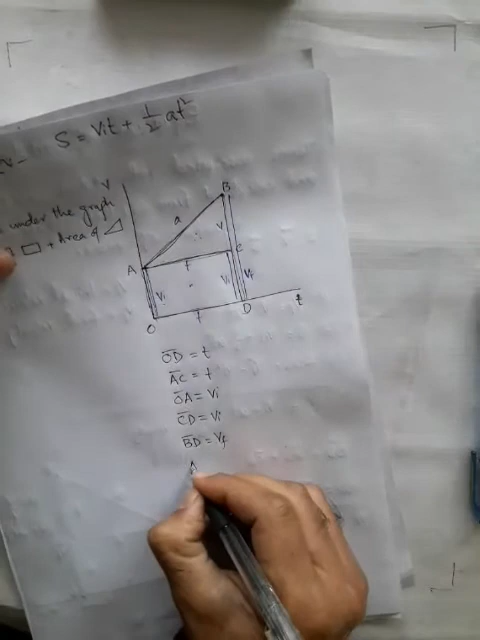 S = Vit + 1/2 at²
V
under the graph
+ Area of
B
a
V
C
A
t
Vi
Vi
Vf
O
t
D
t
OD = t
AC = t
OA = Vi
CD = Vi
BD = Vf
A